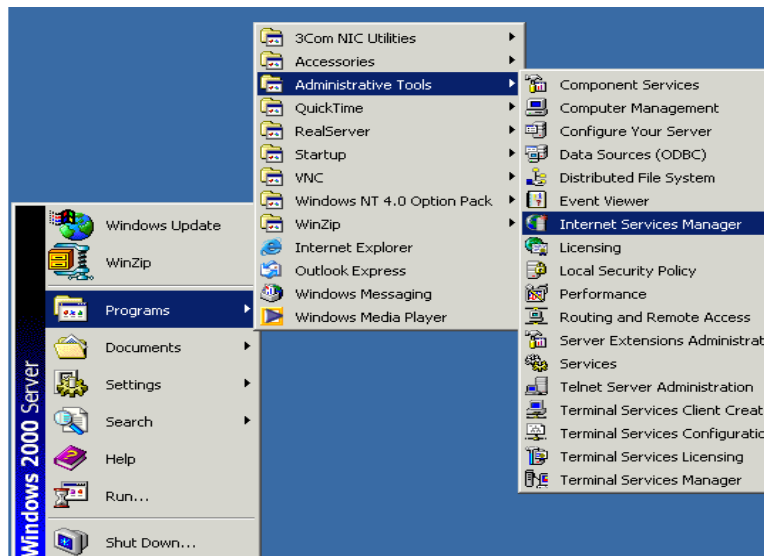 3Com NIC Utilities
Accessories
Administrative Tools
QuickTime
RealServer
Startup
VNC
Windows NT 4.0 Option Pack
WinZip
Internet Explorer
Outlook Express
Windows Messaging
Windows Media Player
Component Services
Computer Management
Configure Your Server
Data Sources (ODBC)
Distributed File System
Event Viewer
Internet Services Manager
Licensing
Local Security Policy
Performance
Routing and Remote Access
Server Extensions Administrat
Services
Telnet Server Administration
Terminal Services Client Creat
Terminal Services Configuratio
Terminal Services Licensing
Terminal Services Manager
Windows Update
WinZip
Programs
Documents
Settings
Search
Help
Run...
Shut Down...
Windows 2000 Server